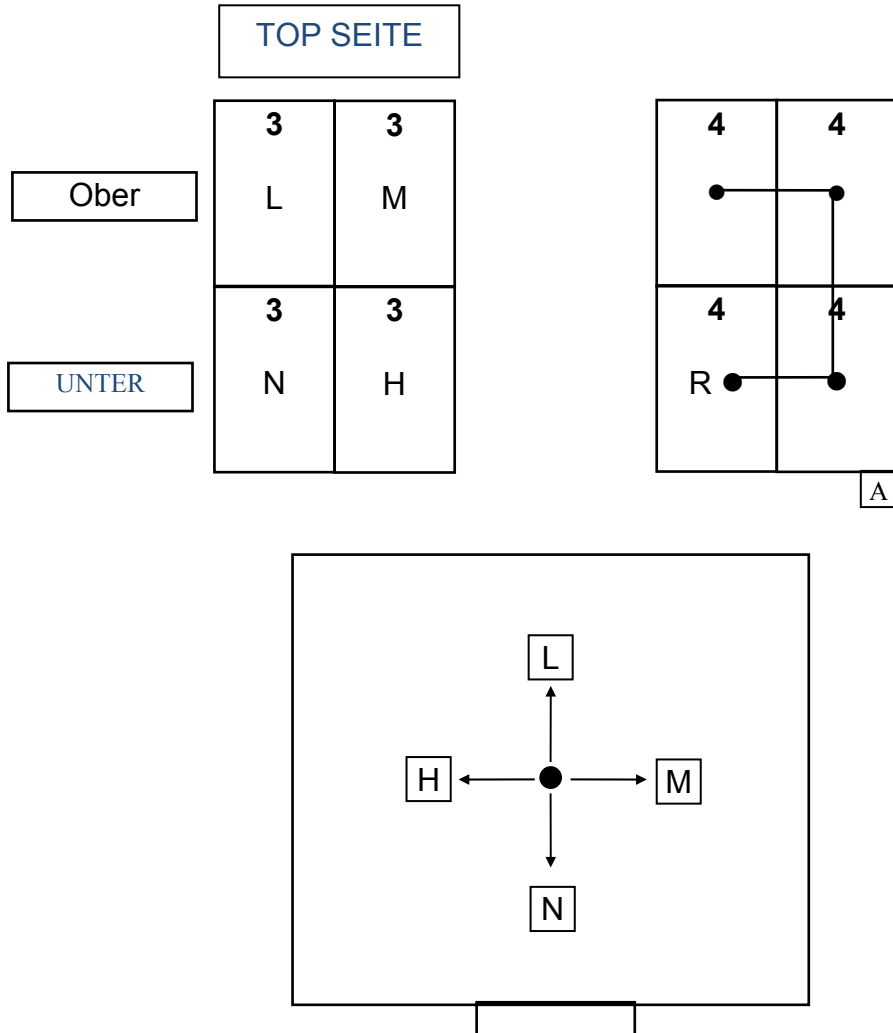 TOP SEITE
3 3 4 4
Ober L M
3 3 4 4
UNTER N H R
A
L
H M
N